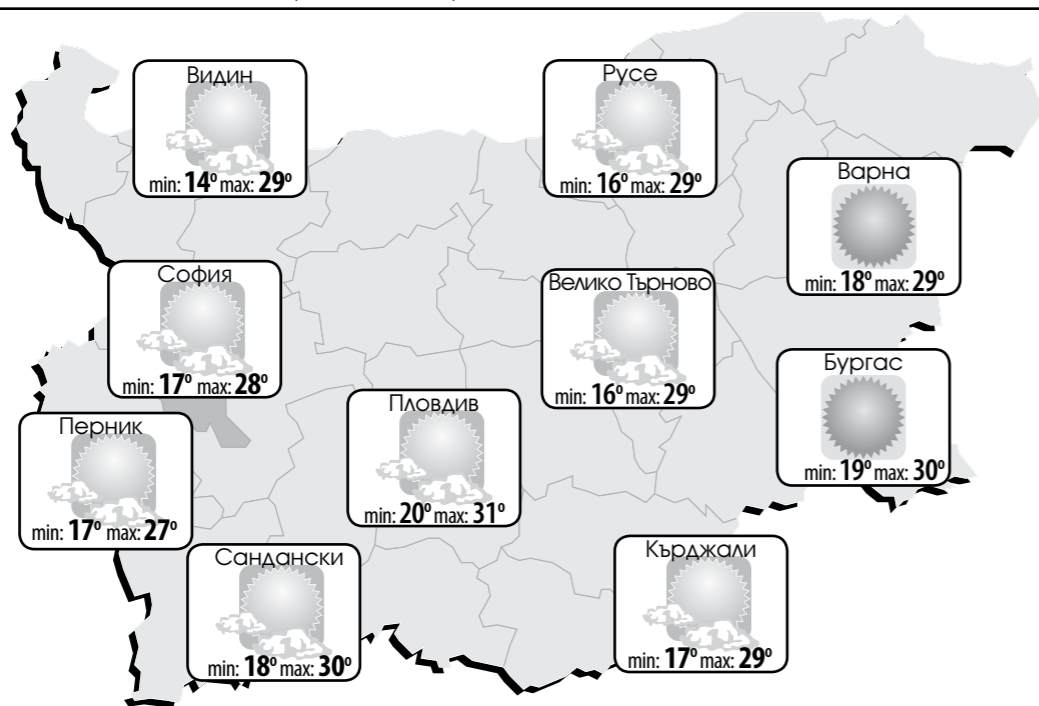 Видин
min: 14° max: 29°
Русе
min: 16° max: 29°
Варна
min: 18° max: 29°
София
min: 17° max: 28°
Велико Търново
min: 16° max: 29°
Бургас
min: 19° max: 30°
Пловдив
min: 20° max: 31°
Перник
min: 17° max: 27°
Сандански
min: 18° max: 30°
Кърджали
min: 17° max: 29°